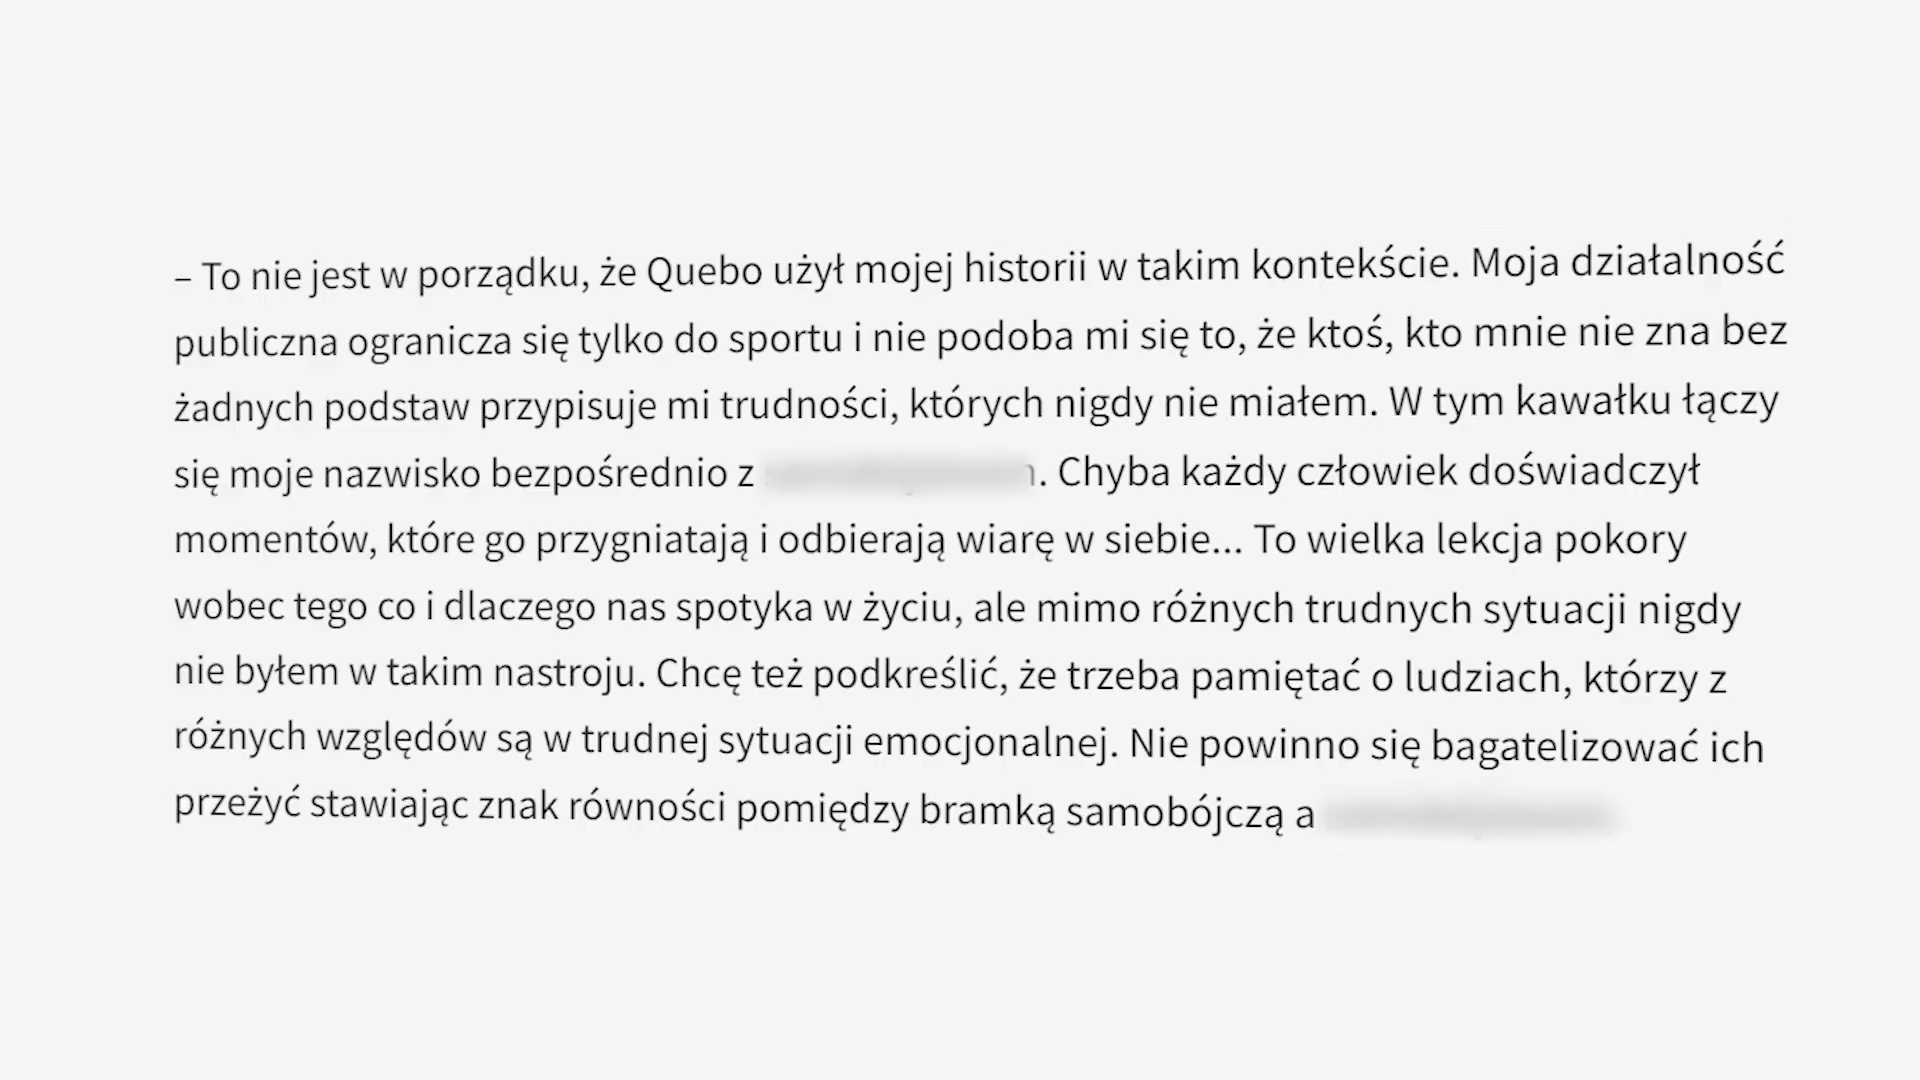 – To nie jest w porządku, że Quebo użył mojej historii w takim kontekście. Moja działalność
publiczna ogranicza się tylko do sportu i nie podoba mi się to, że ktoś, kto mnie nie zna bez
żadnych podstaw przypisuje mi trudności, których nigdy nie miałem. W tym kawałku łączy
się moje nazwisko bezpośrednio z . Chyba każdy człowiek doświadczył
momentów, które go przygniatają i odbierają wiarę w siebie... To wielka lekcja pokory
wobec tego co i dlaczego nas spotyka w życiu, ale mimo różnych trudnych sytuacji nigdy
nie byłem w takim nastroju. Chcę też podkreślić, że trzeba pamiętać o ludziach, którzy z
różnych względów są w trudnej sytuacji emocjonalnej. Nie powinno się bagatelizować ich
przeżyć stawiając znak równości pomiędzy bramką samobójczą a